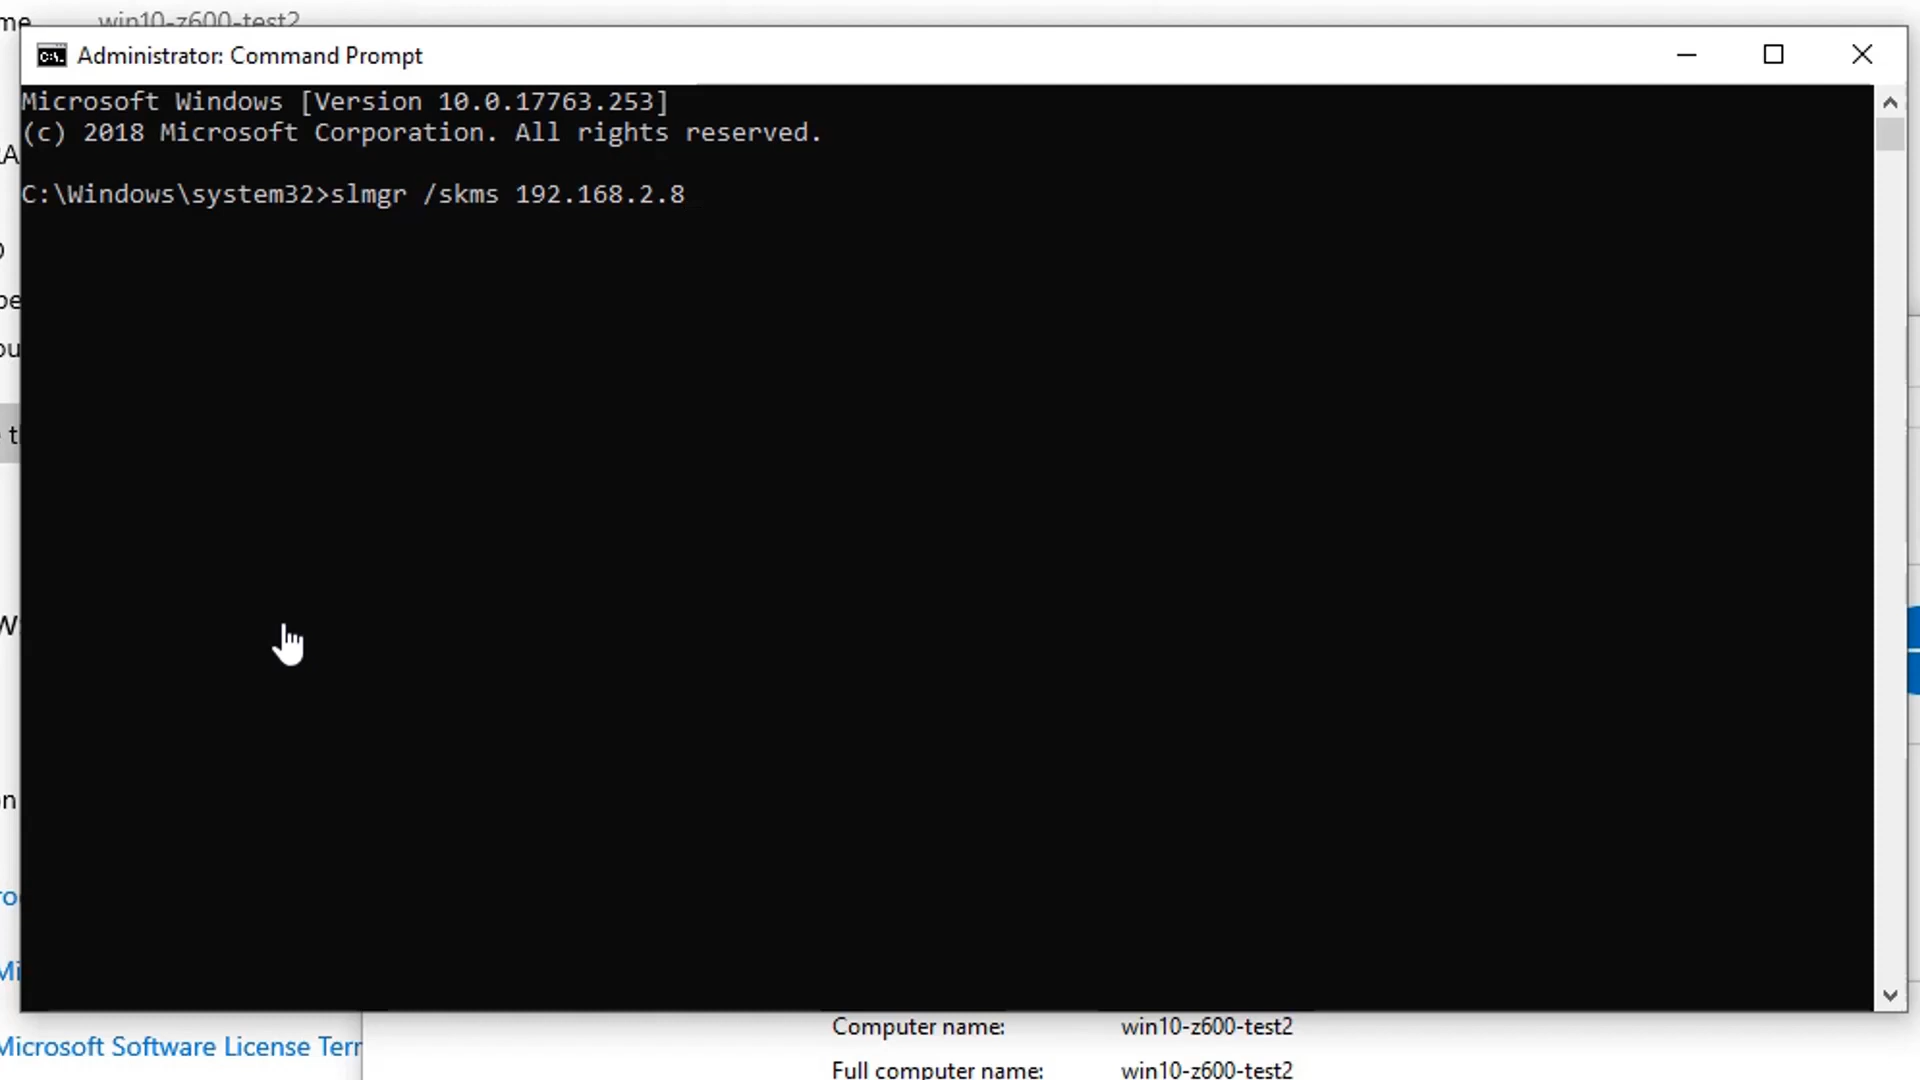 win10-z600-test2
Administrator: Command Prompt
Microsoft Windows [Version 10.0.17763.253]
(c) 2018 Microsoft Corporation. All rights reserved.
C:\Windows\system32>slmgr /skms 192.168.2.8
Microsoft Software License Terr
Computer name: win10-z600-test2
Full computer name: win10-z600-test2